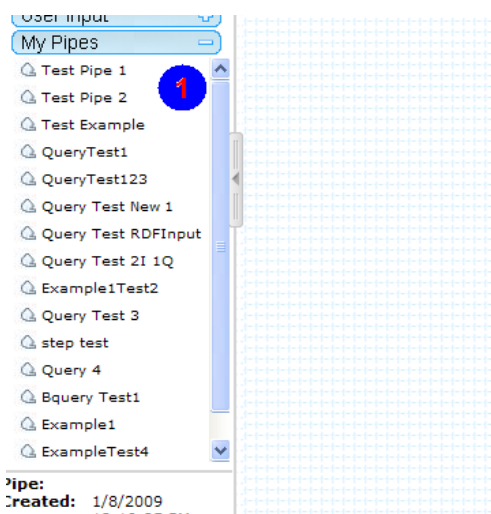 User Input
My Pipes
Test Pipe 1
1
Test Pipe 2
Test Example
QueryTest1
QueryTest123
Query Test New 1
Query Test RDFInput
Query Test 2I 1Q
Example1Test2
Query Test 3
step test
Query 4
Bquery Test1
Example1
ExampleTest4
Pipe:
Created: 1/8/2009